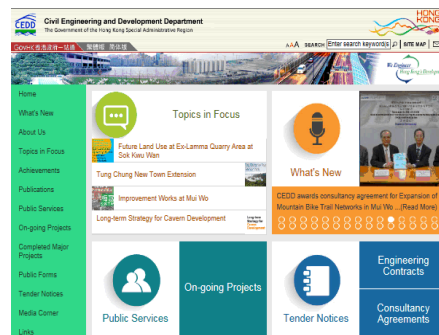 CEDD
Civil Engineering and Development Department
The Government of the Hong Kong Special Administrative Region
HONG KONG
GovHK 香港政府一站通 繁體版 簡体版
AAA SEARCH Enter search keyword(s) SITE MAP
We Engineer
Hong Kong's Developm
Home
What's New
About Us
Topics in Focus
Achievements
Publications
Public Services
On-going Projects
Completed Major
Projects
Public Forms
Tender Notices
Media Corner
Links
Topics in Focus
Future Land Use at Ex-Lamma Quarry Area at
Sok Kwu Wan
Tung Chung New Town Extension
Improvement Works at Mui Wo
Long-term Strategy for Cavern Development
What's New
CEDD awards consultancy agreement for Expansion of
Mountain Bike Trail Networks in Mui Wo ...(Read More)
Public Services
On-going Projects
Tender Notices
Engineering
Contracts
Consultancy
Agreements